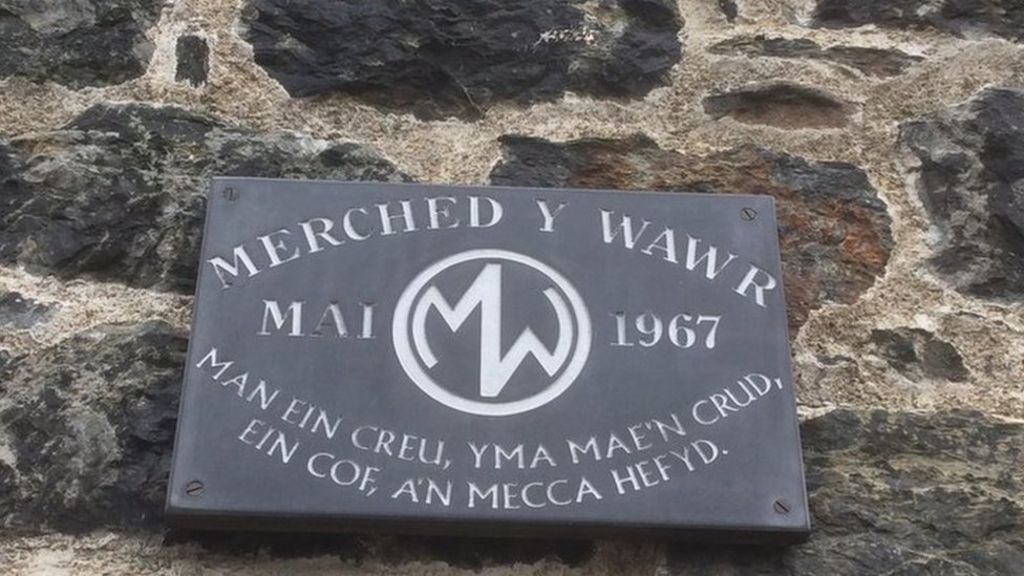 MERCHED Y WAWR
MAI MW 1967
MAN EIN CREU, YMA MAE'N CRUD,
EIN COF, A'N MECCA HEFYD.